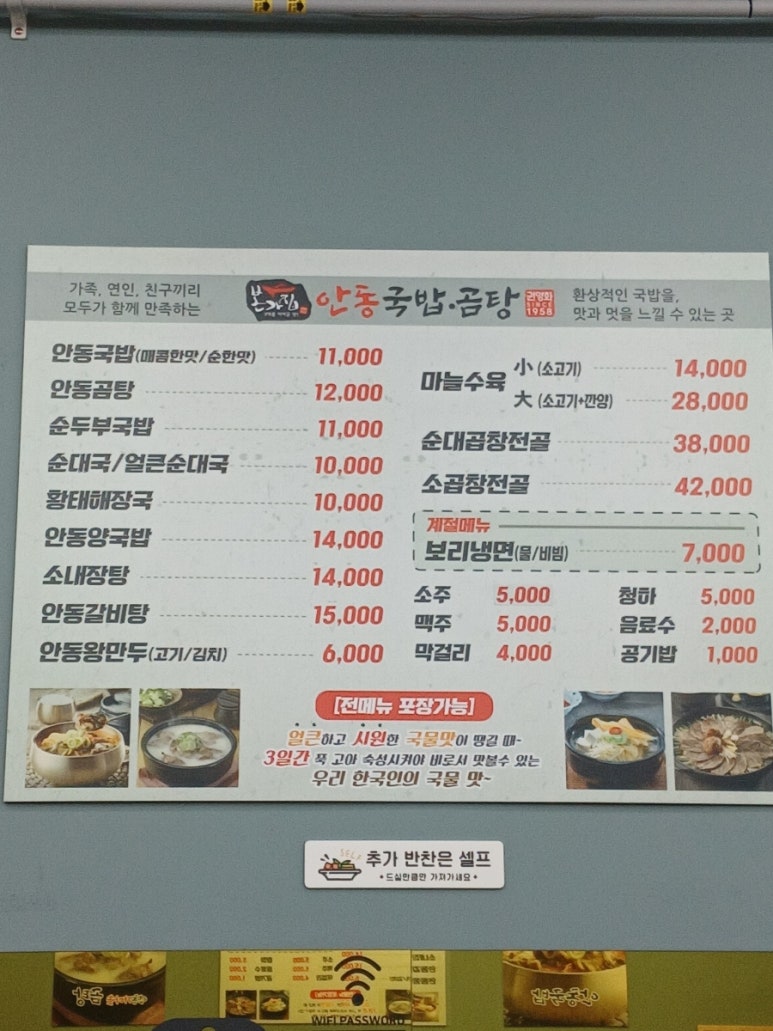 가족, 연인, 친구끼리
모두가 함께 만족하는
본가집
안동국밥·곰탕
권영화
SINCE
1958
환상적인 국밥을,
맛과 멋을 느낄 수 있는 곳
안동국밥(매콤한맛/순한맛) 11,000
안동곰탕 12,000
순두부국밥 11,000
순대국/얼큰순대국 10,000
황태해장국 10,000
안동양국밥 14,000
소내장탕 14,000
안동갈비탕 15,000
안동왕만두(고기/김치) 6,000
마늘수육 小 (소고기) 14,000
大 (소고기+깐양) 28,000
순대곱창전골 38,000
소곱창전골 42,000
계절메뉴
보리냉면(물/비빔) 7,000
소주 5,000 청하 5,000
맥주 5,000 음료수 2,000
막걸리 4,000 공기밥 1,000
[전메뉴 포장가능]
얼큰하고 시원한 국물맛이 땡길 때~
3일간 푹 고아 숙성시켜야 비로서 맛볼수 있는
우리 한국인의 국물 맛~
SELF
추가 반찬은 셀프
드실만큼만 가져가세요
WIFI PASSWORD